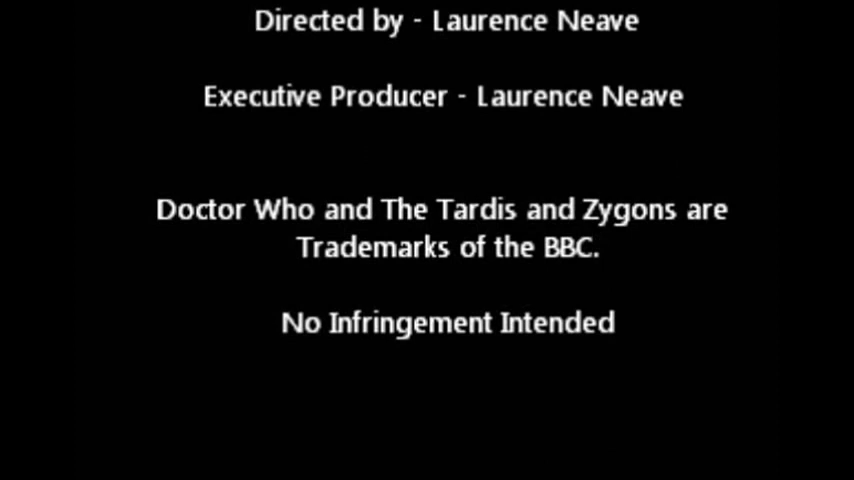 Directed by - Laurence Neave
Executive Producer - Laurence Neave
Doctor Who and The Tardis and Zygons are
Trademarks of the BBC.
No Infringement Intended